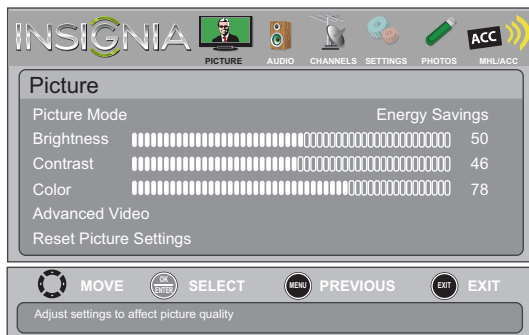 INSIGNIA
PICTURE AUDIO CHANNELS SETTINGS PHOTOS MHL/ACC
ACC
Picture
Picture Mode Energy Savings
Brightness 50
Contrast 46
Color 78
Advanced Video
Reset Picture Settings
MOVE OK ENTER SELECT MENU PREVIOUS EXIT EXIT
Adjust settings to affect picture quality